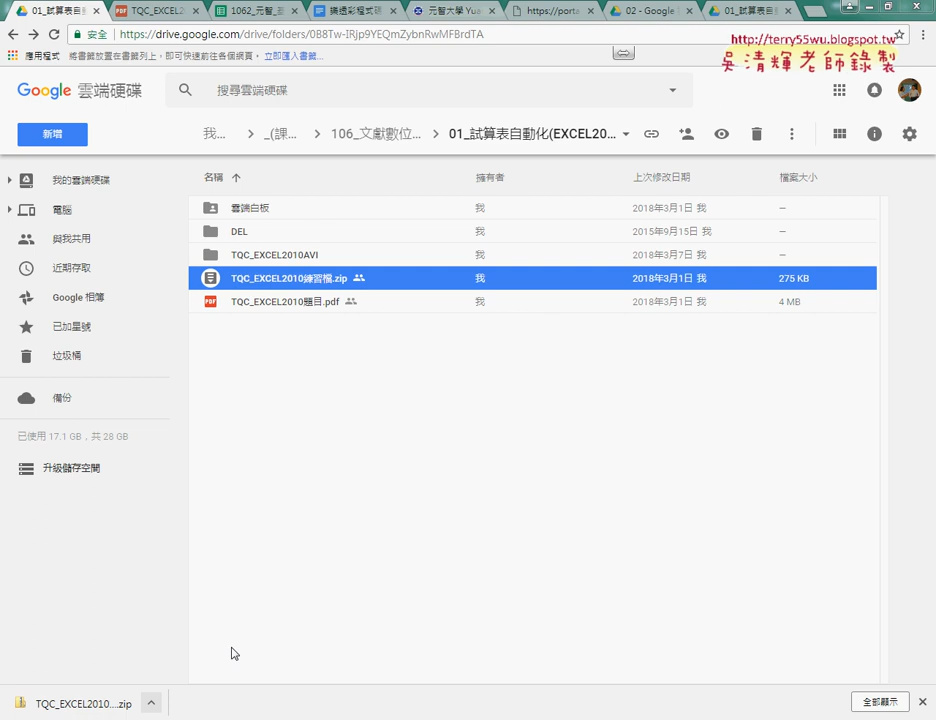 01_試算表自
TQC_EXCEL2
1062_元智_
樂透彩程式碼
元智大學 Yua
https://porta
02 - Google
01_試算表自
安全
https://drive.google.com/drive/folders/0B8Tw-IRjp9YEQmZybnRwMFBrdTA
http://terry55wu.blogspot.tw
吳清輝老師錄製
應用程式
將書籤放置在書籤列上，即可快速前往各個網頁。
立即匯入書籤...
Google 雲端硬碟
搜尋雲端硬碟
新增
我...
_(課...
106_文獻數位...
01_試算表自動化(EXCEL20...
我的雲端硬碟
電腦
與我共用
近期存取
Google 相簿
已加星號
垃圾桶
備份
已使用 17.1 GB，共 28 GB
升級儲存空間
名稱
擁有者
上次修改日期
檔案大小
雲端白板
我
2018年3月1日 我
—
DEL
我
2015年9月15日 我
—
TQC_EXCEL2010AVI
我
2018年3月7日 我
—
TQC_EXCEL2010練習檔.zip
我
2018年3月1日 我
275 KB
PDF
TQC_EXCEL2010題目.pdf
我
2018年3月1日 我
4 MB
TQC_EXCEL2010....zip
全部顯示